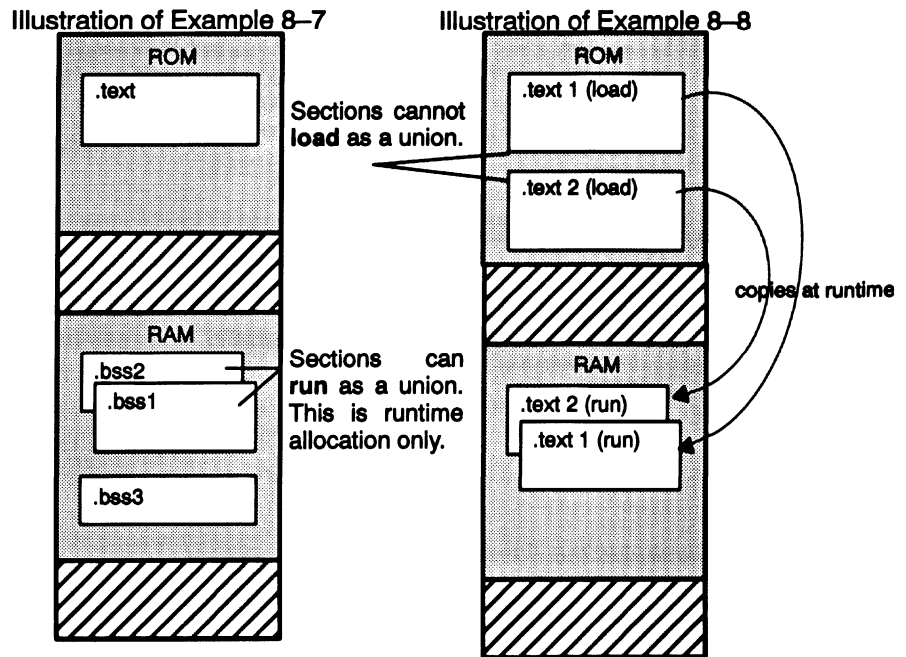 Illustration of Example 8–7
ROM
.text
Sections cannot
load as a union.
RAM
.bss2
.bss1
.bss3
Sections can
run as a union.
This is runtime
allocation only.
Illustration of Example 8–8
ROM
.text 1 (load)
.text 2 (load)
copies at runtime
RAM
.text 2 (run)
.text 1 (run)